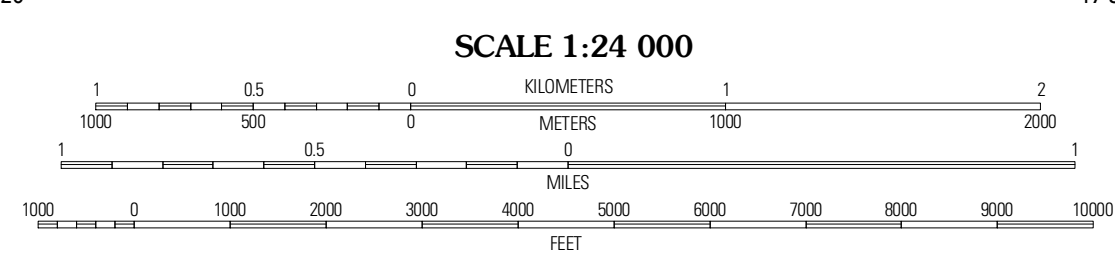 SCALE 1:24 000
1 0.5 0 KILOMETERS 1 2
1000 500 0 METERS 1000 2000
1 0.5 0 1
MILES
1000 0 1000 2000 3000 4000 5000 6000 7000 8000 9000 10000
FEET